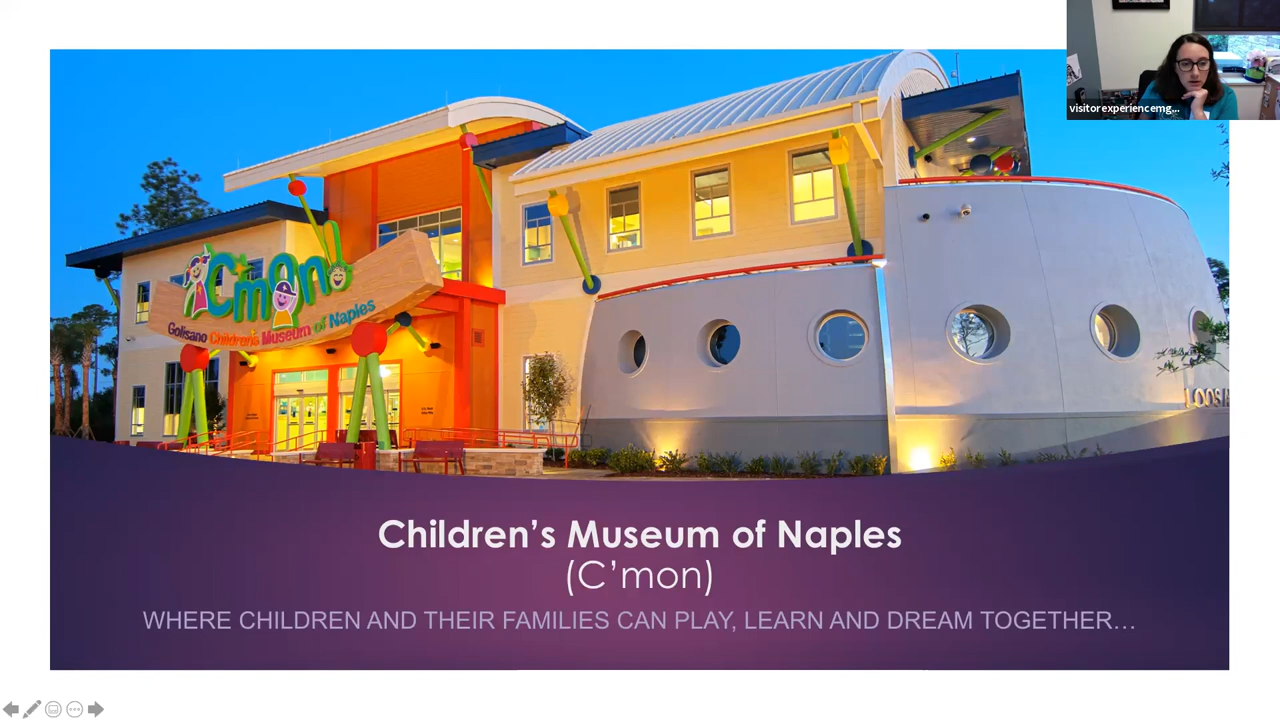 visitorexperiencemg...
C'mon
Golisano Children's Museum of Naples
Children's Museum of Naples
(C'mon)
WHERE CHILDREN AND THEIR FAMILIES CAN PLAY, LEARN AND DREAM TOGETHER...